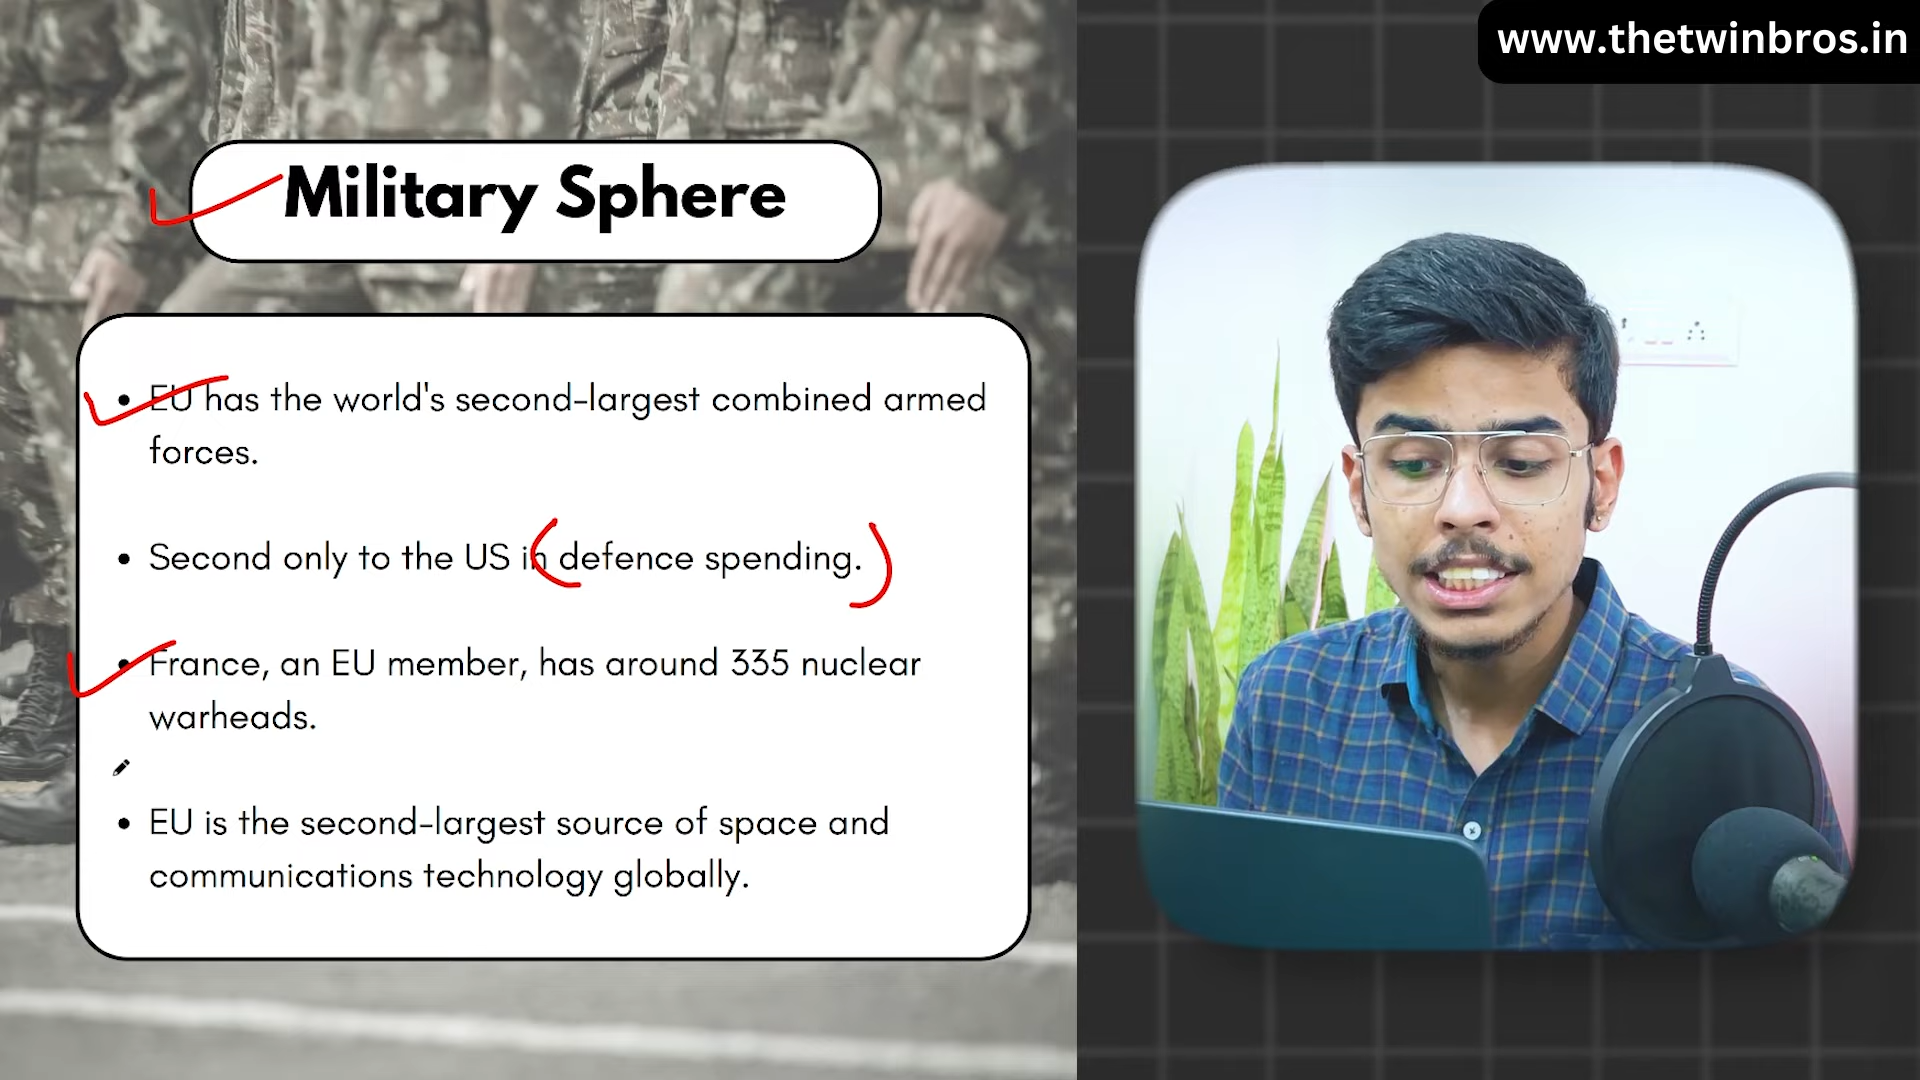 www.thetwinbros.in
Military Sphere
• EU has the world's second-largest combined armed
forces.
• Second only to the US in defence spending.
• France, an EU member, has around 335 nuclear
warheads.
• EU is the second-largest source of space and
communications technology globally.